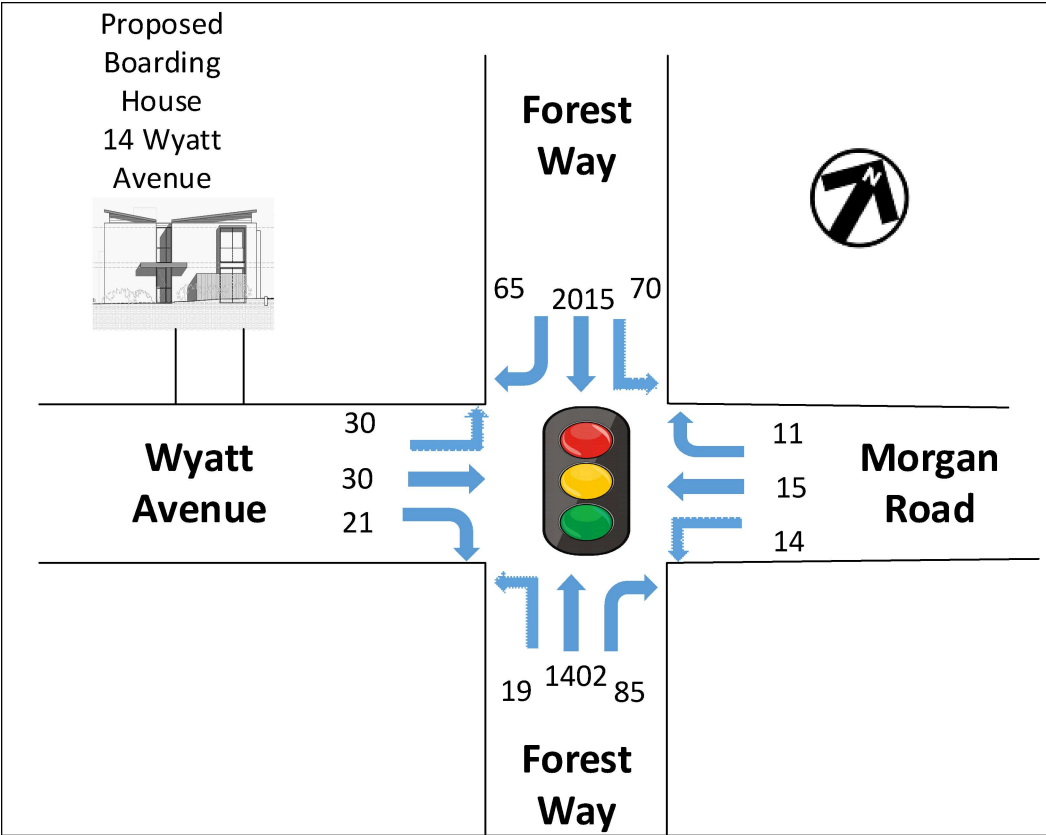 Proposed
Boarding
House
14 Wyatt
Avenue
Forest
Way
N
65
2015
70
30
30
21
Wyatt
Avenue
11
15
14
Morgan
Road
19
1402
85
Forest
Way